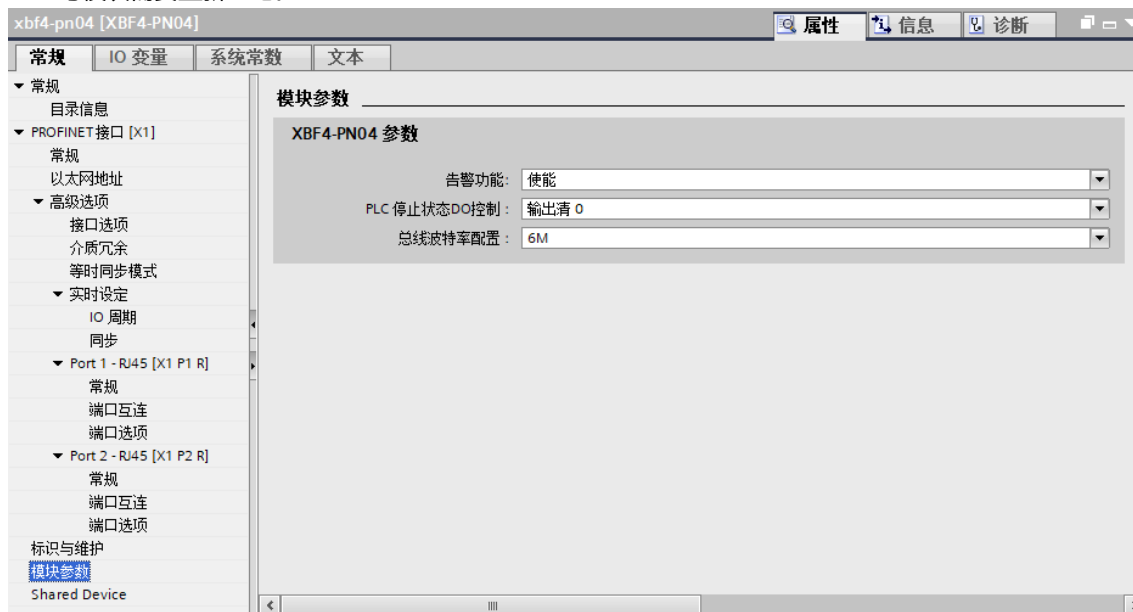 xbf4-pn04 [XBF4-PN04]
属性
信息
诊断
常规
IO 变量
系统常数
文本
常规
目录信息
PROFINET接口 [X1]
常规
以太网地址
高级选项
接口选项
介质冗余
等时同步模式
实时设定
IO 周期
同步
Port 1 - RJ45 [X1 P1 R]
常规
端口互连
端口选项
Port 2 - RJ45 [X1 P2 R]
常规
端口互连
端口选项
标识与维护
模块参数
Shared Device
模块参数
XBF4-PN04 参数
告警功能: 使能
PLC 停止状态DO控制: 输出清 0
总线波特率配置: 6M